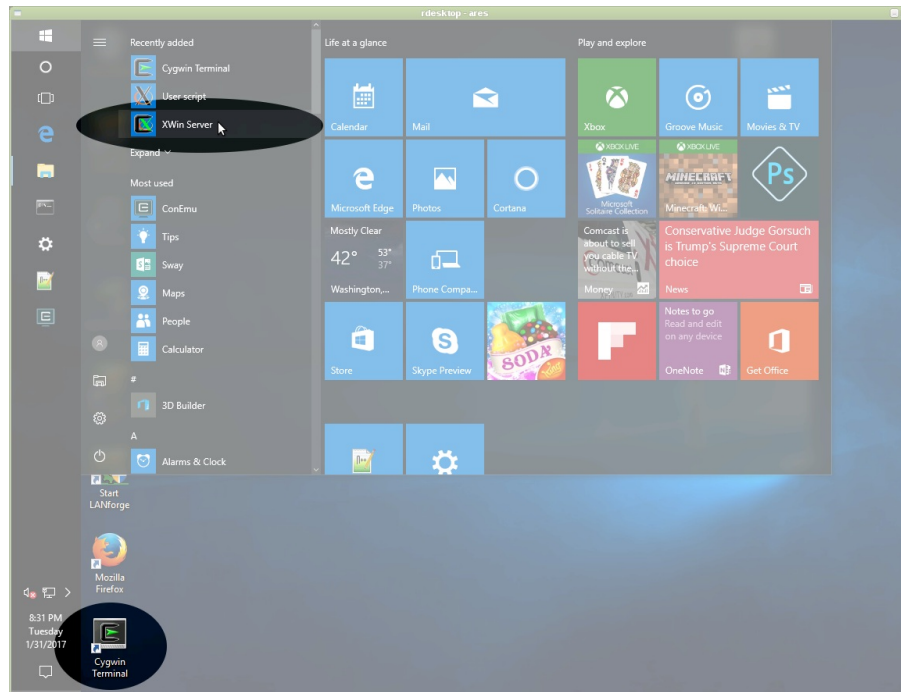 rdesktop - ares
Recently added
Cygwin Terminal
User script
XWin Server
Expand
Most used
ConEmu
Tips
Sway
Maps
People
Calculator
#
3D Builder
A
Alarms & Clock
Life at a glance
Calendar
Mail
Microsoft Edge
Photos
Cortana
Mostly Clear
42° 53°
37°
Washington,...
Phone Compa...
Store
Skype Preview
SODA
Play and explore
Xbox
Groove Music
Movies & TV
XBOX LIVE
Microsoft
Solitaire Collection
XBOX LIVE
MINECRAFT
Minecraft: Wi...
Ps
Comcast is
about to sell
you cable TV
without the...
Money
Conservative Judge Gorsuch
is Trump's Supreme Court
choice
News
Notes to go
Read and edit
on any device
OneNote
Get Office
Start
LANforge
Mozilla
Firefox
Cygwin
Terminal
8:31 PM
Tuesday
1/31/2017